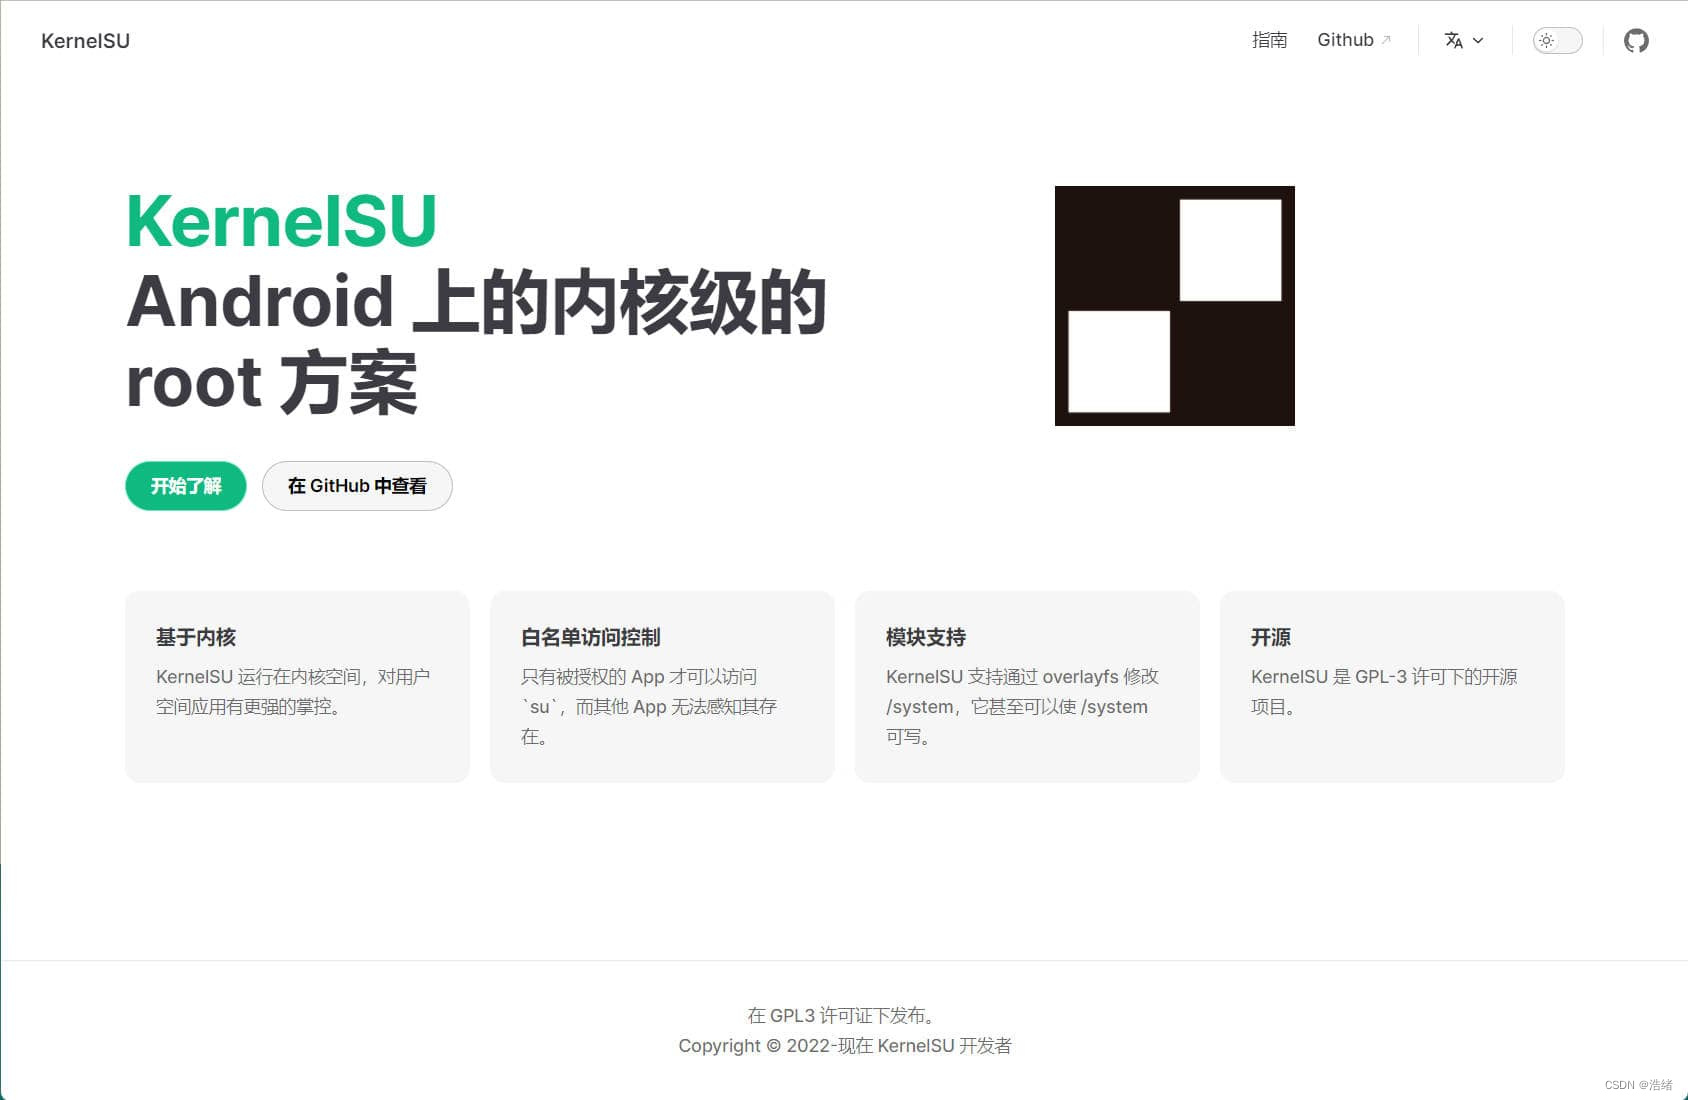 KernelSU
指南
Github
KernelSU
Android 上的内核级的
root 方案
开始了解
在 GitHub 中查看
基于内核
KernelSU 运行在内核空间，对用户
空间应用有更强的掌控。
白名单访问控制
只有被授权的 App 才可以访问
`su`，而其他 App 无法感知其存
在。
模块支持
KernelSU 支持通过 overlayfs 修改
/system，它甚至可以使 /system
可写。
开源
KernelSU 是 GPL-3 许可下的开源
项目。
在 GPL3 许可证下发布。
Copyright © 2022-现在 KernelSU 开发者
CSDN @浩绪